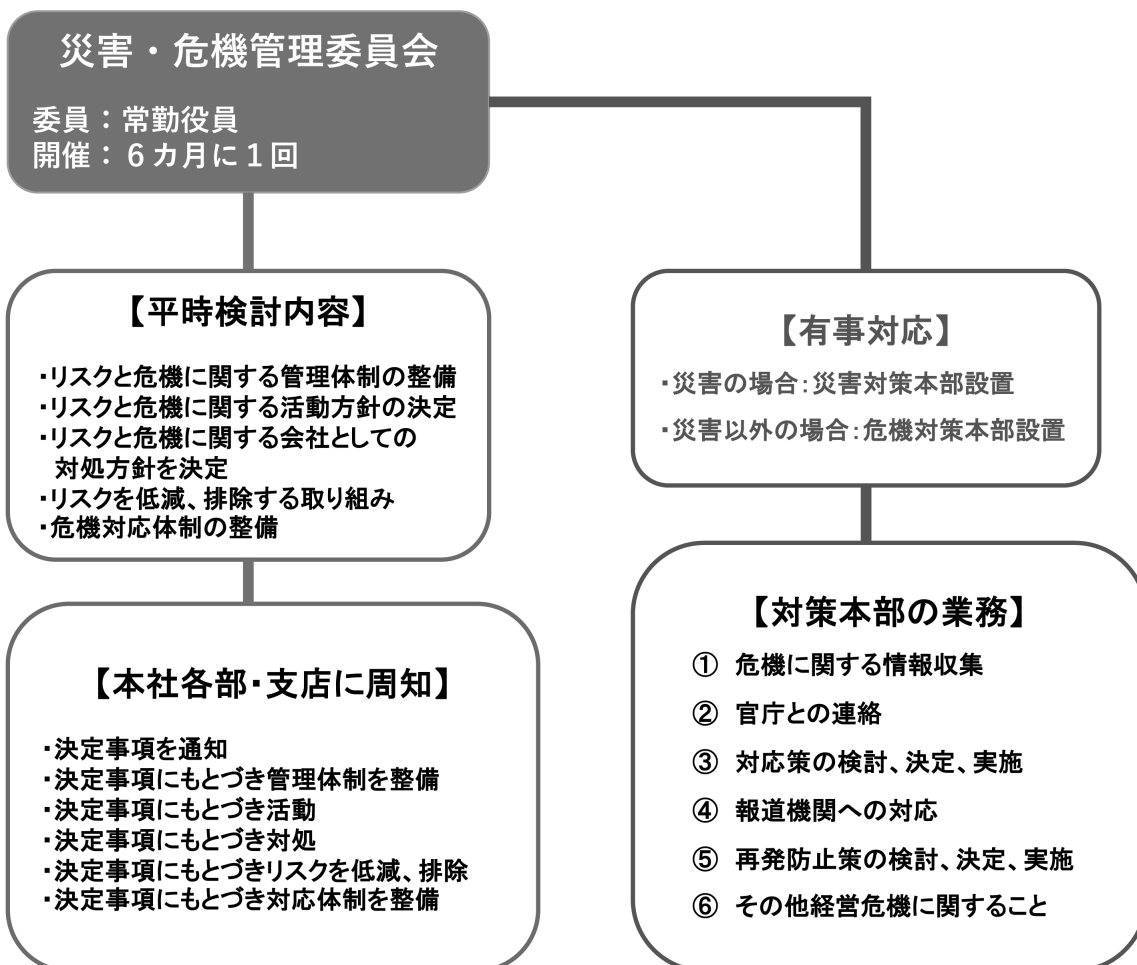 災害・危機管理委員会
委員：常勤役員
開催：６カ月に１回
【平時検討内容】
・リスクと危機に関する管理体制の整備
・リスクと危機に関する活動方針の決定
・リスクと危機に関する会社としての
対処方針を決定
・リスクを低減、排除する取り組み
・危機対応体制の整備
【本社各部・支店に周知】
・決定事項を通知
・決定事項にもとづき管理体制を整備
・決定事項にもとづき活動
・決定事項にもとづき対処
・決定事項にもとづきリスクを低減、排除
・決定事項にもとづき対応体制を整備
【有事対応】
・災害の場合：災害対策本部設置
・災害以外の場合：危機対策本部設置
【対策本部の業務】
① 危機に関する情報収集
② 官庁との連絡
③ 対応策の検討、決定、実施
④ 報道機関への対応
⑤ 再発防止策の検討、決定、実施
⑥ その他経営危機に関すること